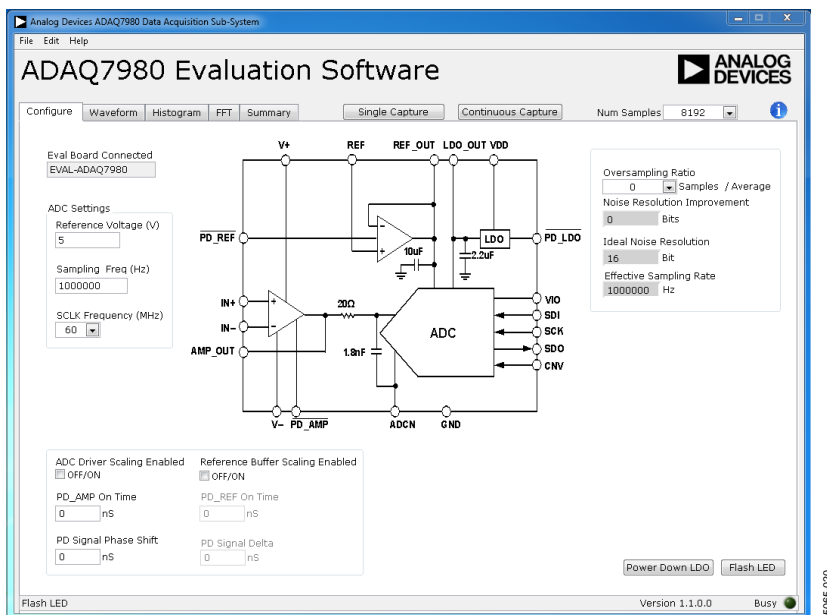 Analog Devices ADAQ7980 Data Acquisition Sub-System
File Edit Help
ADAQ7980 Evaluation Software
ANALOG
DEVICES
Configure Waveform Histogram FFT Summary Single Capture Continuous Capture Num Samples 8192 i
Eval Board Connected
EVAL-ADAQ7980
ADC Settings
Reference Voltage (V)
5
Sampling Freq (Hz)
1000000
SCLK Frequency (MHz)
60
V+ REF REF_OUT LDO_OUT VDD
PD_REF
10uF
LDO
2.2uF
PD_LDO
IN+
IN–
AMP_OUT
20Ω
1.8nF
ADC
VIO
SDI
SCK
SDO
CNV
V– PD_AMP ADCN GND
Oversampling Ratio
0 Samples / Average
Noise Resolution Improvement
0 Bits
Ideal Noise Resolution
16 Bit
Effective Sampling Rate
1000000 Hz
ADC Driver Scaling Enabled
OFF/ON
PD_AMP On Time
0 nS
PD Signal Phase Shift
0 nS
Reference Buffer Scaling Enabled
OFF/ON
PD_REF On Time
0 nS
PD Signal Delta
0 nS
Power Down LDO Flash LED
Flash LED Version 1.1.0.0 Busy